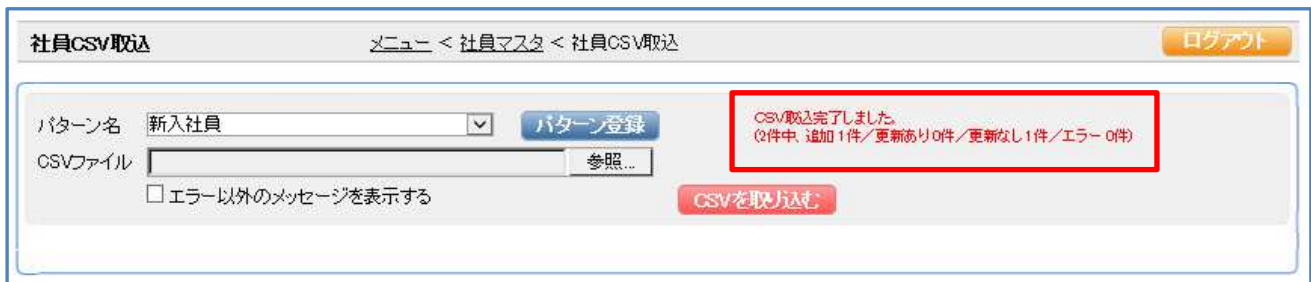 社員CSV取込
メニュー < 社員マスタ < 社員CSV取込
ログアウト
パターン名 新入社員
パターン登録
CSV取込完了しました。
(2件中、追加1件／更新あり0件／更新なし1件／エラー0件)
CSVファイル
参照...
エラー以外のメッセージを表示する
CSVを取り込む